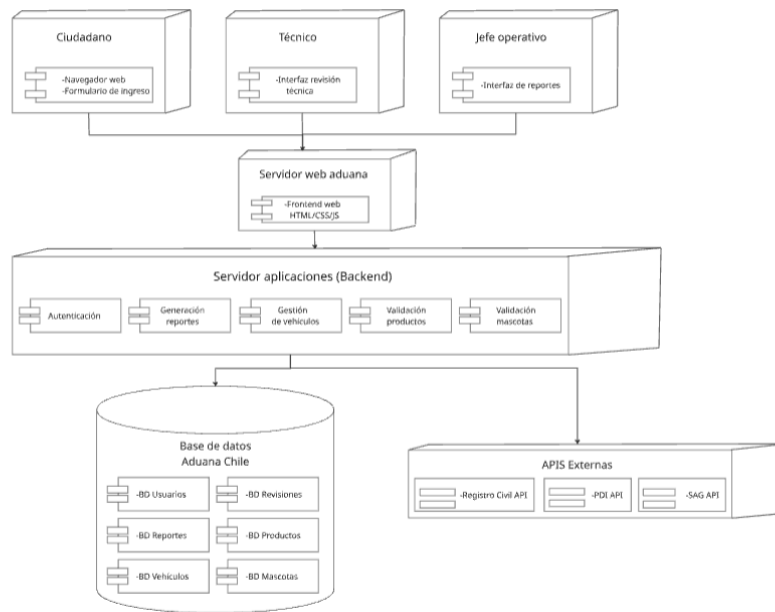 Ciudadano
-Navegador web
-Formulario de ingreso
Técnico
-Interfaz revisión
técnica
Jefe operativo
-Interfaz de reportes
Servidor web aduana
-Frontend web
HTML/CSS/JS
Servidor aplicaciones (Backend)
Autenticación
Generación
reportes
Gestión
de vehículos
Validación
productos
Validación
mascotas
Base de datos
Aduana Chile
-BD Usuarios
-BD Revisiones
-BD Reportes
-BD Productos
-BD Vehículos
-BD Mascotas
APIS Externas
-Registro Civil API
-PDI API
-SAG API